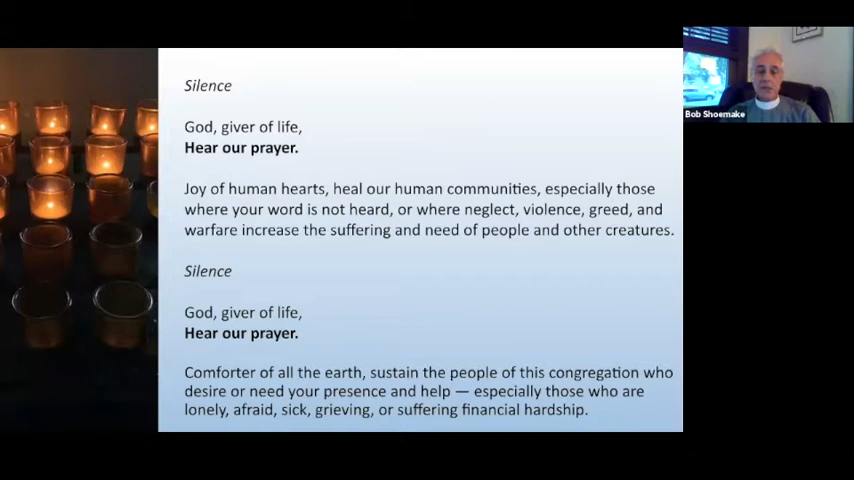 Silence
God, giver of life,
Hear our prayer.
Joy of human hearts, heal our human communities, especially those
where your word is not heard, or where neglect, violence, greed, and
warfare increase the suffering and need of people and other creatures.
Silence
God, giver of life,
Hear our prayer.
Comforter of all the earth, sustain the people of this congregation who
desire or need your presence and help — especially those who are
lonely, afraid, sick, grieving, or suffering financial hardship.
Bob Shoemake